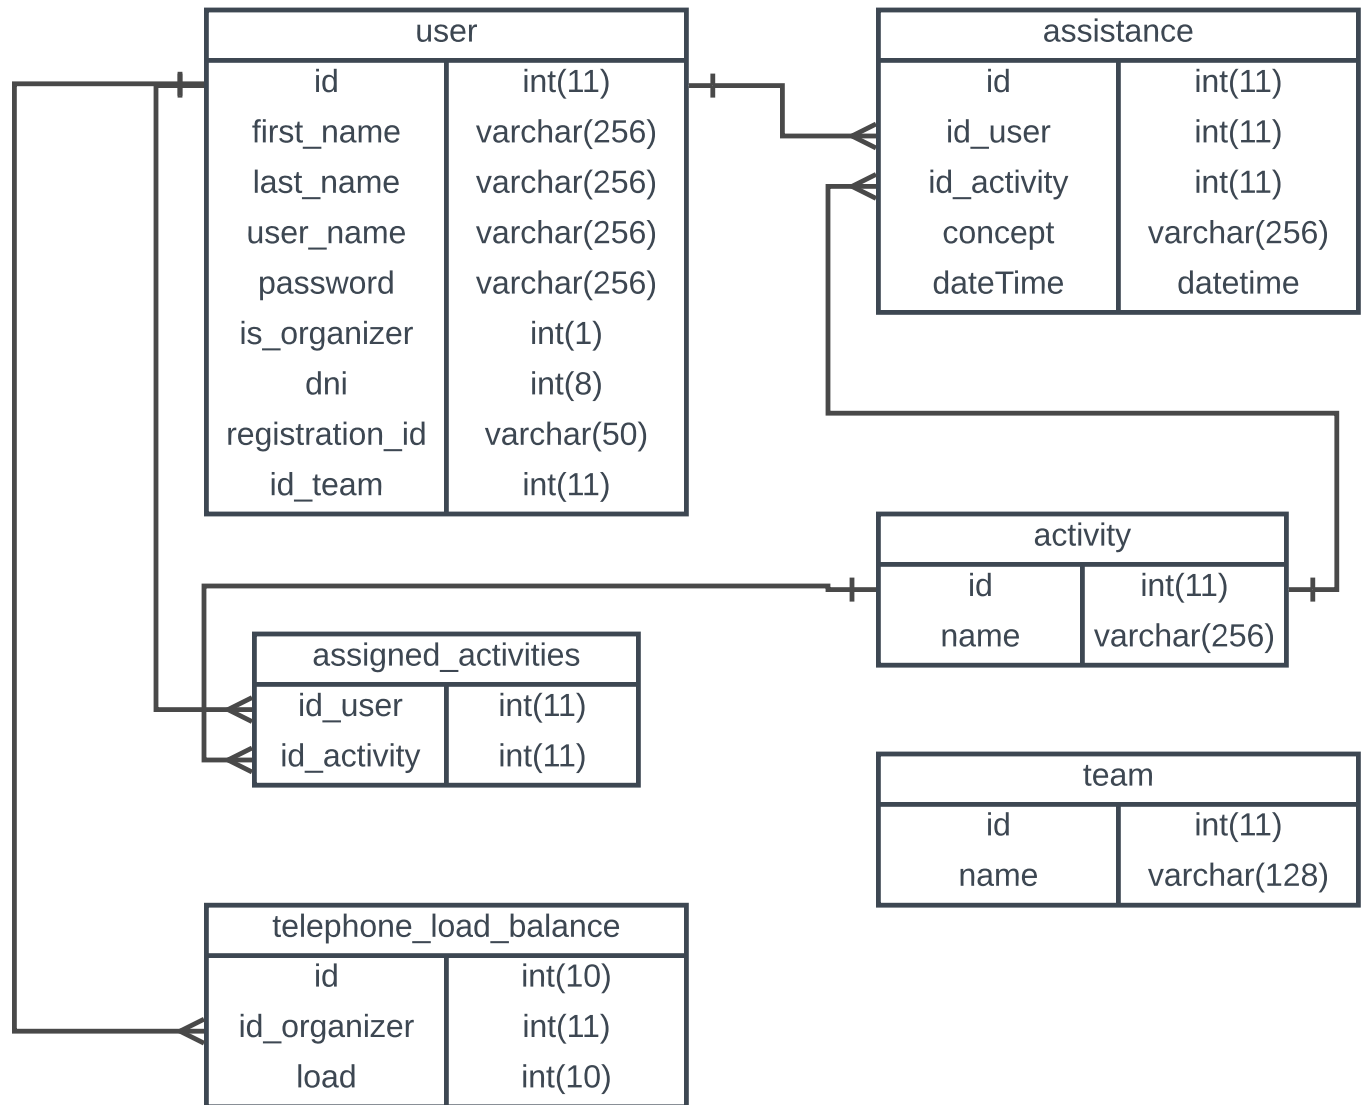 user
id int(11)
first_name varchar(256)
last_name varchar(256)
user_name varchar(256)
password varchar(256)
is_organizer int(1)
dni int(8)
registration_id varchar(50)
id_team int(11)
assistance
id int(11)
id_user int(11)
id_activity int(11)
concept varchar(256)
dateTime datetime
activity
id int(11)
name varchar(256)
assigned_activities
id_user int(11)
id_activity int(11)
team
id int(11)
name varchar(128)
telephone_load_balance
id int(10)
id_organizer int(11)
load int(10)